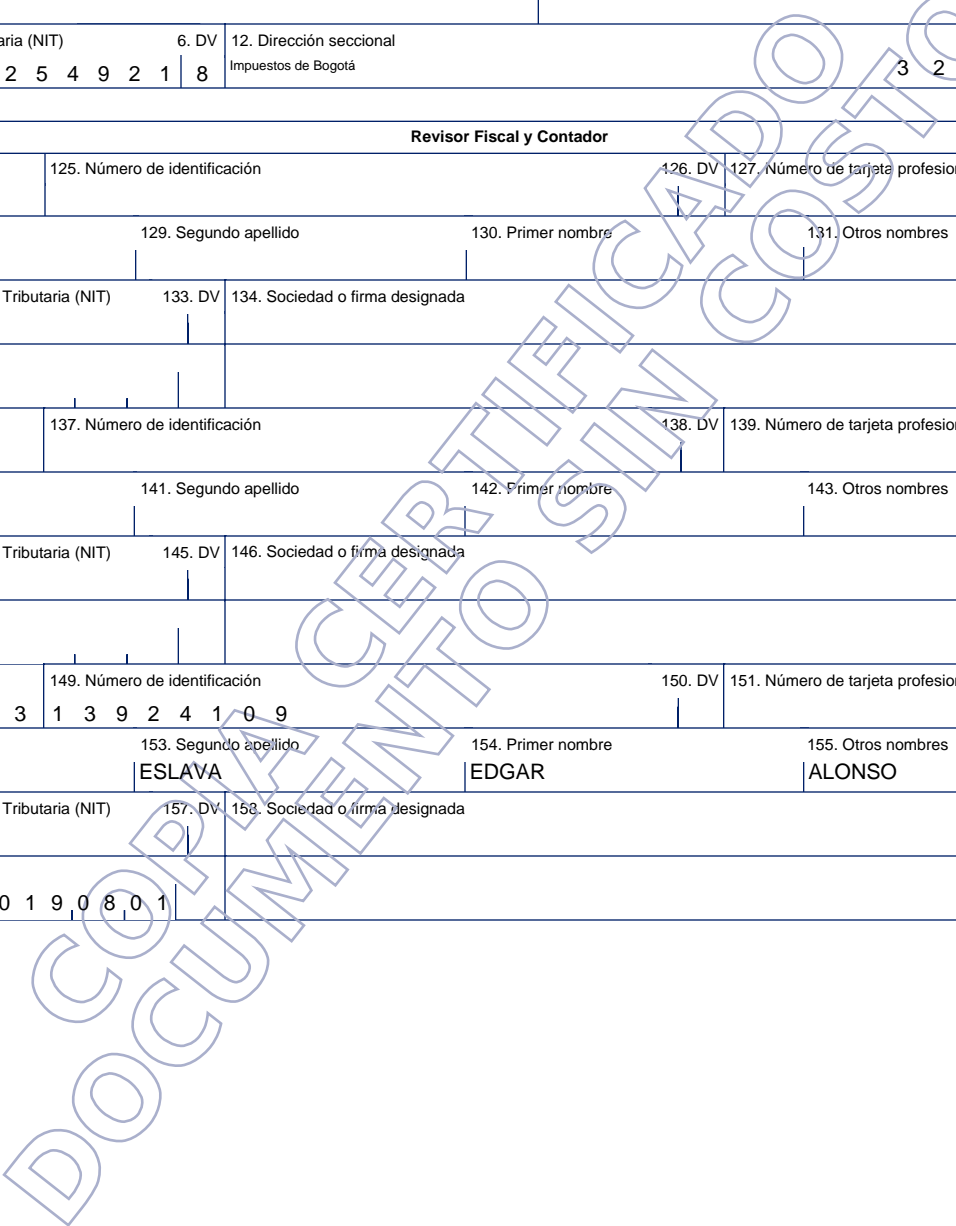 aria (NIT) 6. DV 12. Dirección seccional
2 5 4 9 2 1 8 Impuestos de Bogotá 3 2
Revisor Fiscal y Contador
125. Número de identificación 126. DV 127. Número de tarjeta profesion
129. Segundo apellido 130. Primer nombre 131. Otros nombres
Tributaria (NIT) 133. DV 134. Sociedad o firma designada
137. Número de identificación 138. DV 139. Número de tarjeta profesion
141. Segundo apellido 142. Primer nombre 143. Otros nombres
Tributaria (NIT) 145. DV 146. Sociedad o firma designada
149. Número de identificación 150. DV 151. Número de tarjeta profesion
3 1 3 9 2 4 1 0 9
153. Segundo apellido 154. Primer nombre 155. Otros nombres
ESLAVA EDGAR ALONSO
Tributaria (NIT) 157. DV 158. Sociedad o firma designada
0 1 9 0 8 0 1
COPIA CERTIFICADO
DOCUMENTO SIN COSTO